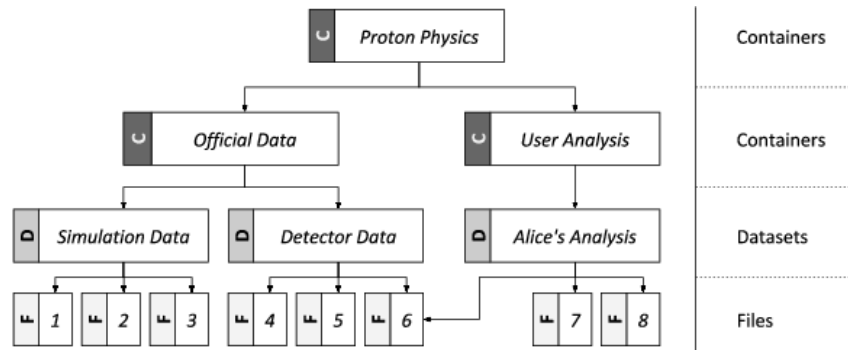 C Proton Physics
Containers
C Official Data
C User Analysis
Containers
D Simulation Data
D Detector Data
D Alice's Analysis
Datasets
F 1
F 2
F 3
F 4
F 5
F 6
F 7
F 8
Files